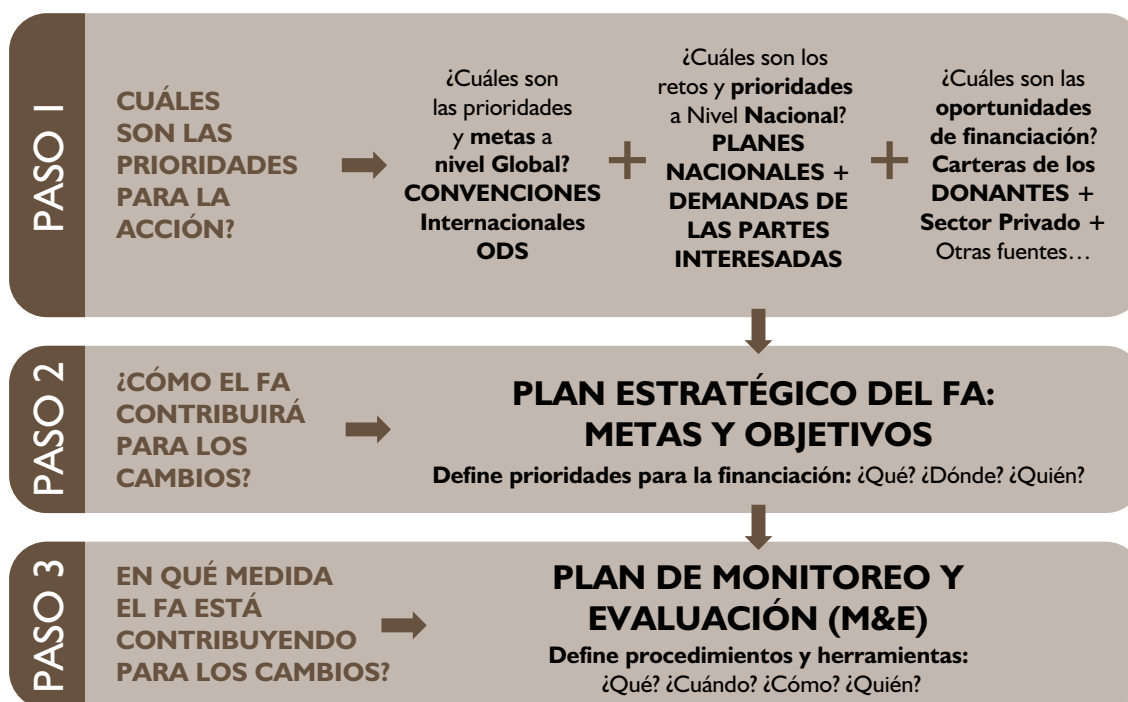 PASO 1
CUÁLES
SON LAS
PRIORIDADES
PARA LA
ACCIÓN?
¿Cuáles son
las prioridades
y metas a
nivel Global?
CONVENCIONES
Internacionales
ODS
+
¿Cuáles son los
retos y prioridades
a Nivel Nacional?
PLANES
NACIONALES +
DEMANDAS DE
LAS PARTES
INTERESADAS
+
¿Cuáles son las
oportunidades
de financiación?
Carteras de los
DONANTES +
Sector Privado +
Otras fuentes…
PASO 2
¿CÓMO EL FA
CONTRIBUIRÁ
PARA LOS
CAMBIOS?
PLAN ESTRATÉGICO DEL FA:
METAS Y OBJETIVOS
Define prioridades para la financiación: ¿Qué? ¿Dónde? ¿Quién?
PASO 3
EN QUÉ MEDIDA
EL FA ESTÁ
CONTRIBUYENDO
PARA LOS CAMBIOS?
PLAN DE MONITOREO Y
EVALUACIÓN (M&E)
Define procedimientos y herramientas:
¿Qué? ¿Cuándo? ¿Cómo? ¿Quién?